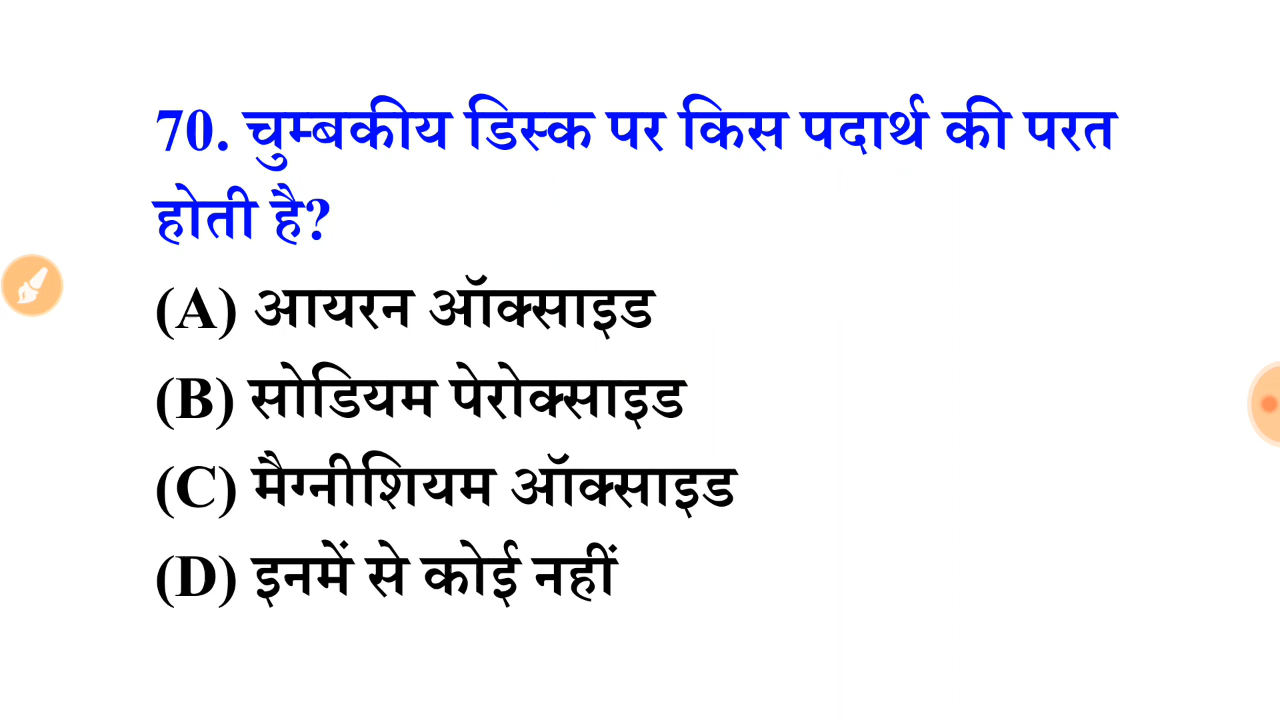 70. चुम्बकीय डिस्क पर किस पदार्थ की परत
होती है?
(A) आयरन ऑक्साइड
(B) सोडियम पेरोक्साइड
(C) मैग्नीशियम ऑक्साइड
(D) इनमें से कोई नहीं